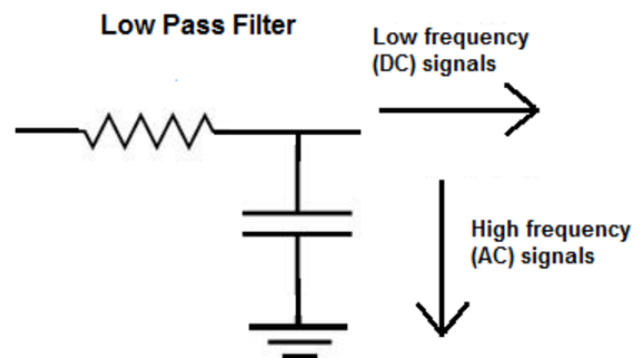 Low Pass Filter
Low frequency
(DC) signals
High frequency
(AC) signals